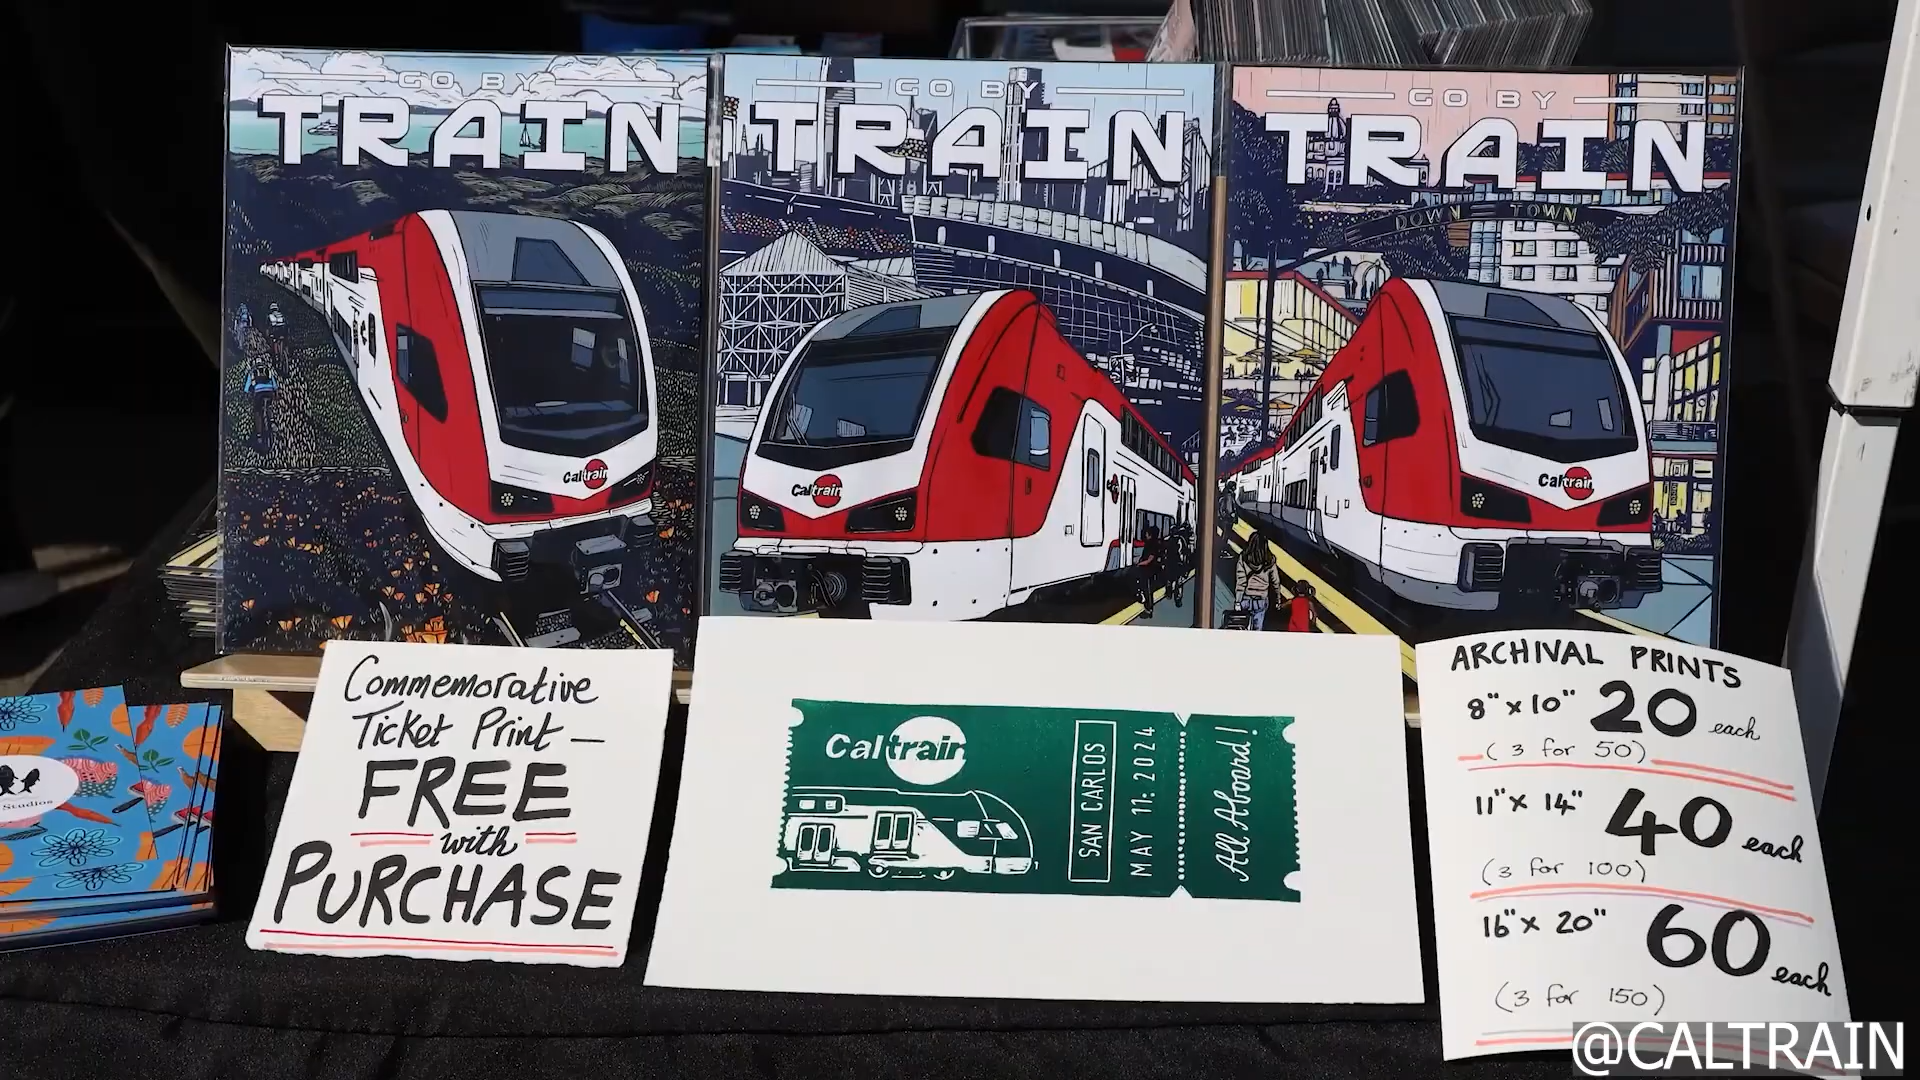 GO BY
TRAIN
GO BY
TRAIN
GO BY
TRAIN
DOWN TOWN
Caltrain
Caltrain
Caltrain
Commemorative
Ticket Print —
FREE
with
PURCHASE
Caltrain
SAN CARLOS
MAY 11: 2024
All Aboard!
ARCHIVAL PRINTS
8" x 10" 20 each
(3 for 50)
11" x 14" 40 each
(3 for 100)
16" x 20" 60 each
(3 for 150)
Studios
@CALTRAIN